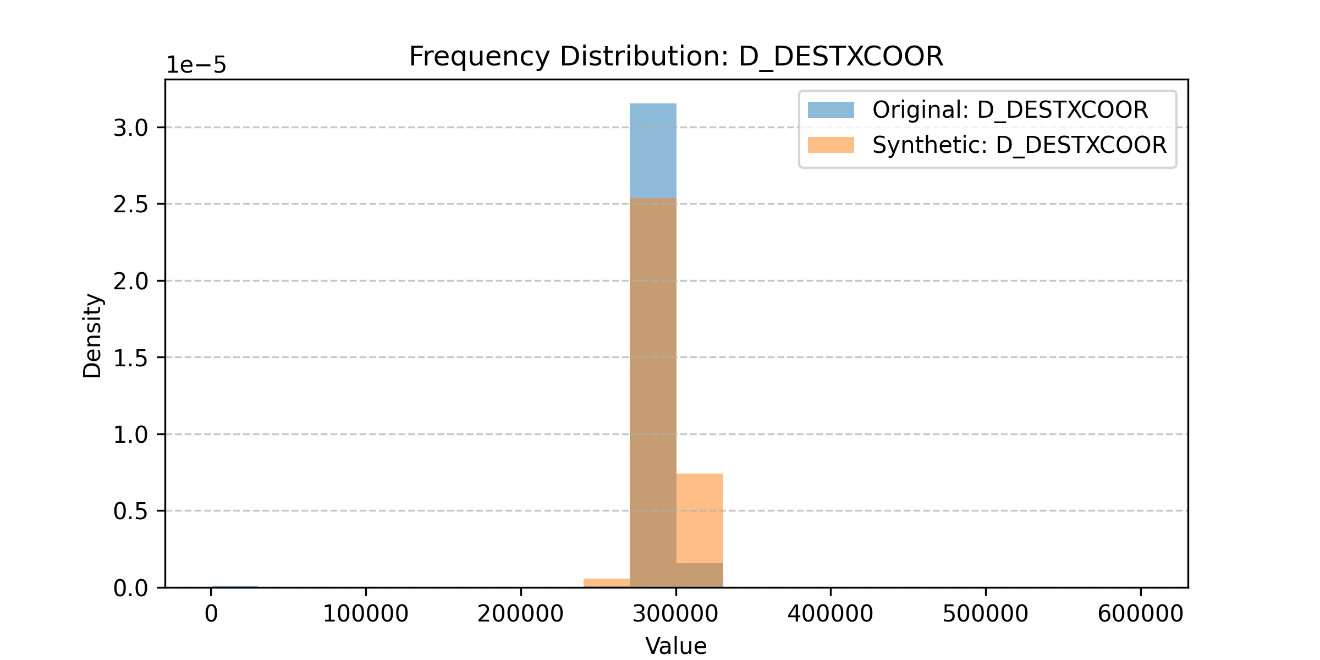 Frequency Distribution: D_DESTXCOOR
1e−5
Original: D_DESTXCOOR
Synthetic: D_DESTXCOOR
3.0
2.5
2.0
1.5
1.0
0.5
0.0
Density
0 100000 200000 300000 400000 500000 600000
Value